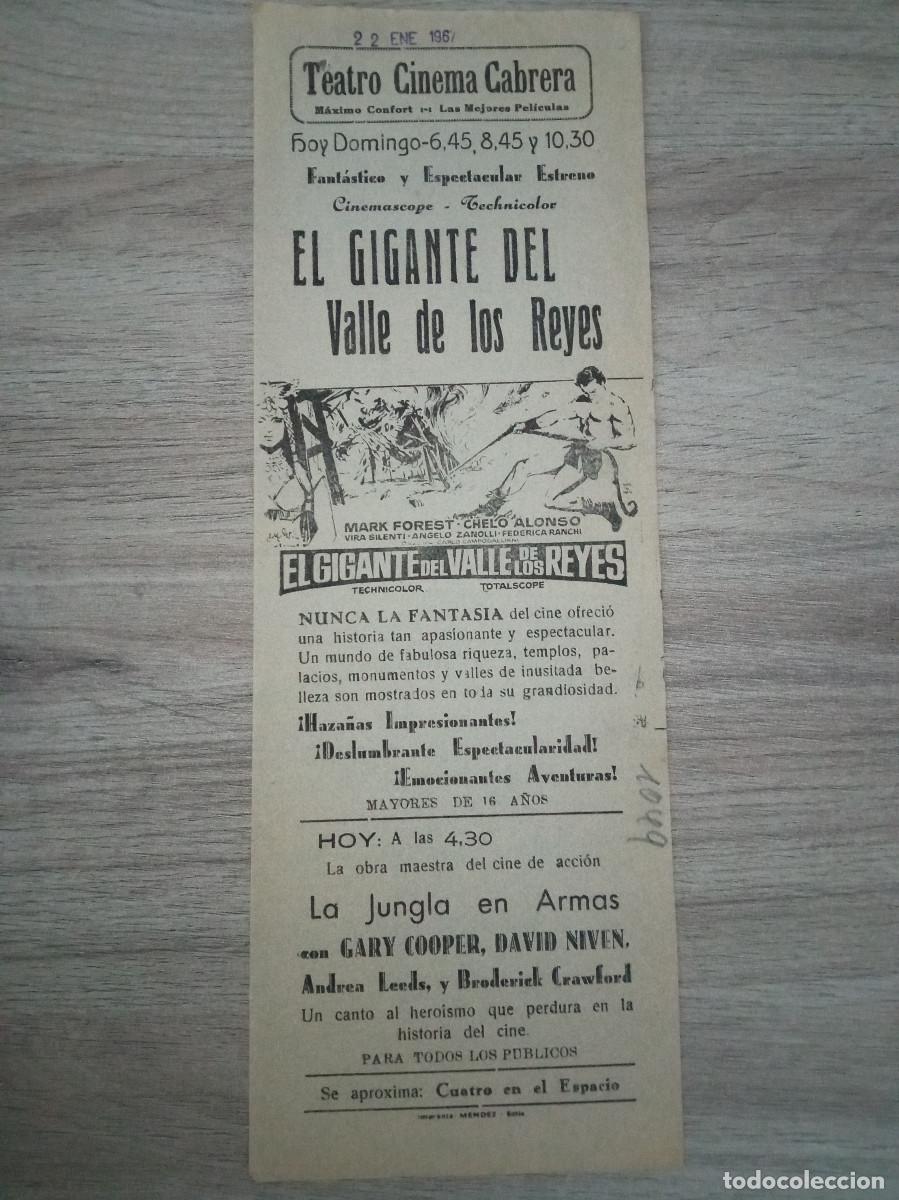 22 ENE 1967
Teatro Cinema Cabrera
Máximo Confort :-: Las Mejores Películas
hoy Domingo-6,45, 8,45 y 10,30
Fantástico y Espectacular Estreno
Cinemascope - Technicolor
EL GIGANTE DEL
Valle de los Reyes
MARK FOREST · CHELO ALONSO
VIRA SILENTI · ANGELO ZANOLLI · FEDERICA RANCHI
CARLO CAMPOGALLIANI
EL GIGANTE DEL VALLE DE LOS REYES
TECHNICOLOR TOTALSCOPE
NUNCA LA FANTASIA del cine ofreció
una historia tan apasionante y espectacular.
Un mundo de fabulosa riqueza, templos, pa-
lacios, monumentos y valles de inusitada be-
lleza son mostrados en toda su grandiosidad.
¡Hazañas Impresionantes!
¡Deslumbrante Espectacularidad!
¡Emocionantes Aventuras!
MAYORES DE 16 AÑOS
1049
HOY: A las 4,30
La obra maestra del cine de acción
La Jungla en Armas
con GARY COOPER, DAVID NIVEN,
Andrea Leeds, y Broderick Crawford
Un canto al heroísmo que perdura en la
historia del cine.
PARA TODOS LOS PUBLICOS
Se aproxima: Cuatro en el Espacio
Imprenta MENDEZ - Botia
todocoleccion